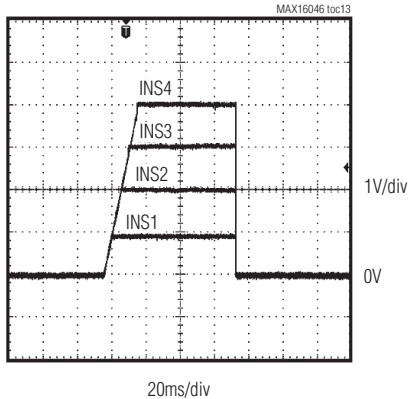 MAX16046 toc13
T
INS4
INS3
INS2
1V/div
INS1
0V
20ms/div